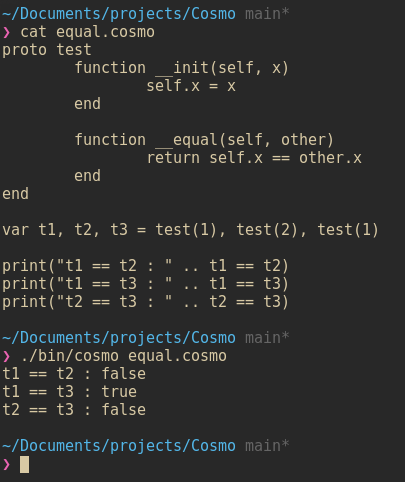 ~/Documents/projects/Cosmo main*
❯ cat equal.cosmo
proto test
        function __init(self, x)
                self.x = x
        end

        function __equal(self, other)
                return self.x == other.x
        end
end

var t1, t2, t3 = test(1), test(2), test(1)

print("t1 == t2 : " .. t1 == t2)
print("t1 == t3 : " .. t1 == t3)
print("t2 == t3 : " .. t2 == t3)

~/Documents/projects/Cosmo main*
❯ ./bin/cosmo equal.cosmo
t1 == t2 : false
t1 == t3 : true
t2 == t3 : false

~/Documents/projects/Cosmo main*
❯